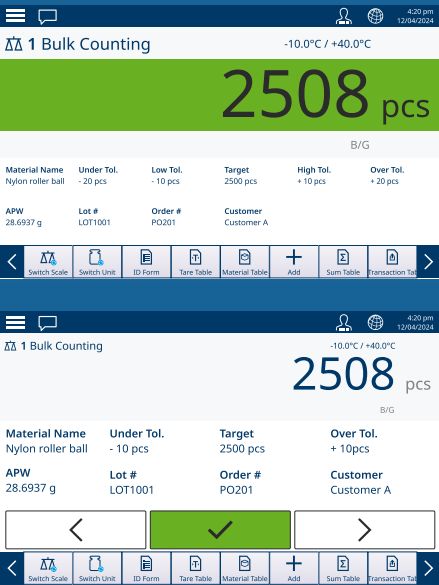 4:20 pm
12/04/2024
1 Bulk Counting
-10.0°C / +40.0°C
2508 pcs
B/G
Material Name Under Tol. Low Tol. Target High Tol. Over Tol.
Nylon roller ball - 20 pcs - 10 pcs 2500 pcs + 10 pcs + 20 pcs
APW Lot # Order # Customer
28.6937 g LOT1001 PO201 Customer A
Switch Scale Switch Unit ID Form Tare Table Material Table Add Sum Table Transaction Tab
4:20 pm
12/04/2024
1 Bulk Counting
-10.0°C / +40.0°C
2508 pcs
B/G
Material Name Under Tol. Target Over Tol.
Nylon roller ball - 10 pcs 2500 pcs + 10pcs
APW Lot # Order # Customer
28.6937 g LOT1001 PO201 Customer A
Switch Scale Switch Unit ID Form Tare Table Material Table Add Sum Table Transaction Tab